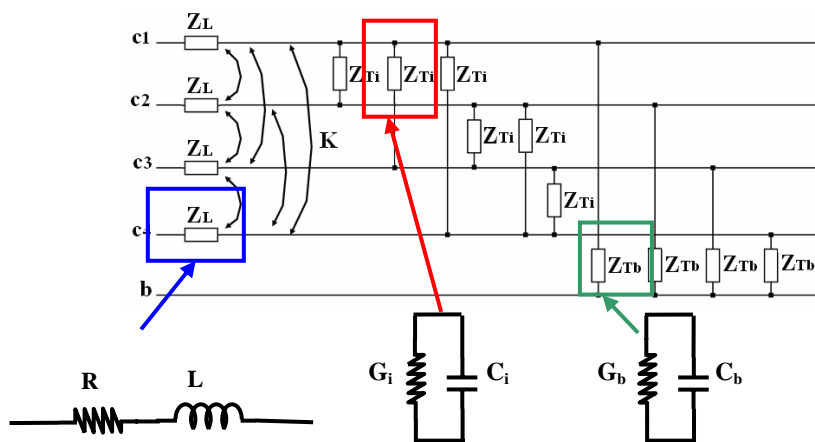 ZL
c1
ZTi ZTi ZTi
ZL
c2
K
ZL
ZTi ZTi
c3
ZL
ZTi
c4
ZTb ZTb ZTb ZTb
b
R L
Gi Ci
Gb Cb